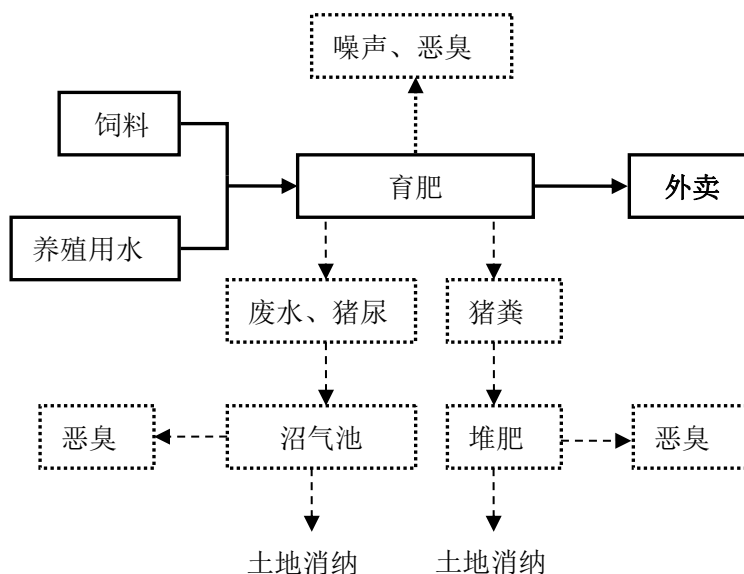 噪声、恶臭
饲料
育肥
外卖
养殖用水
废水、猪尿
猪粪
恶臭
沼气池
堆肥
恶臭
土地消纳
土地消纳